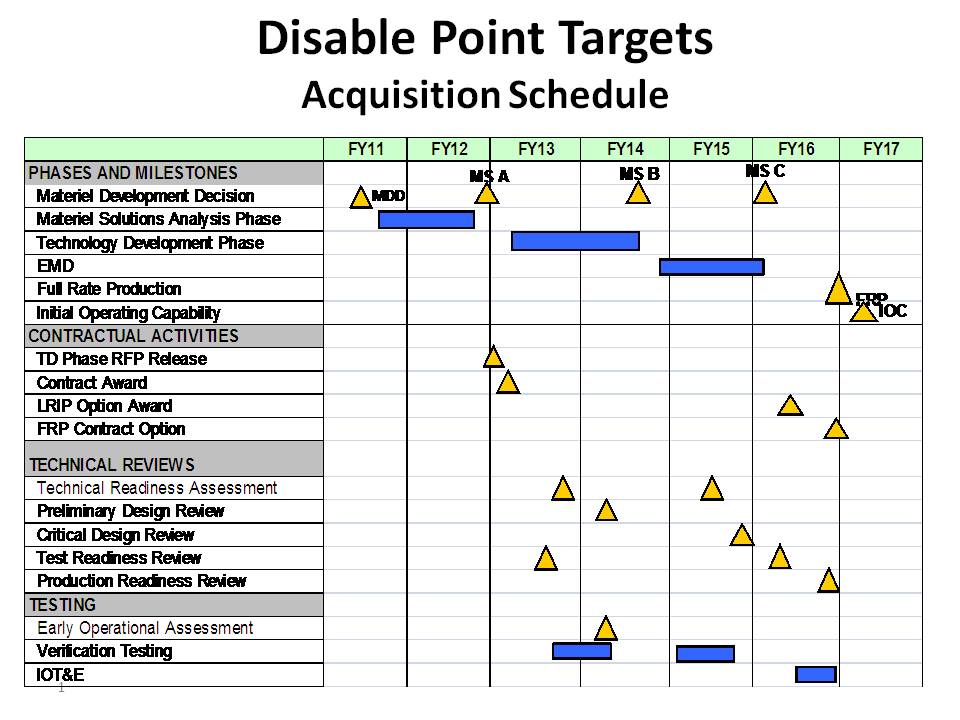 Disable Point Targets
Acquisition Schedule
FY11 FY12 FY13 FY14 FY15 FY16 FY17
PHASES AND MILESTONES
MS A MS B MS C
Materiel Development Decision MDD
Materiel Solutions Analysis Phase
Technology Development Phase
EMD
Full Rate Production FRP
Initial Operating Capability IOC
CONTRACTUAL ACTIVITIES
TD Phase RFP Release
Contract Award
LRIP Option Award
FRP Contract Option
TECHNICAL REVIEWS
Technical Readiness Assessment
Preliminary Design Review
Critical Design Review
Test Readiness Review
Production Readiness Review
TESTING
Early Operational Assessment
Verification Testing
IOT&E
1